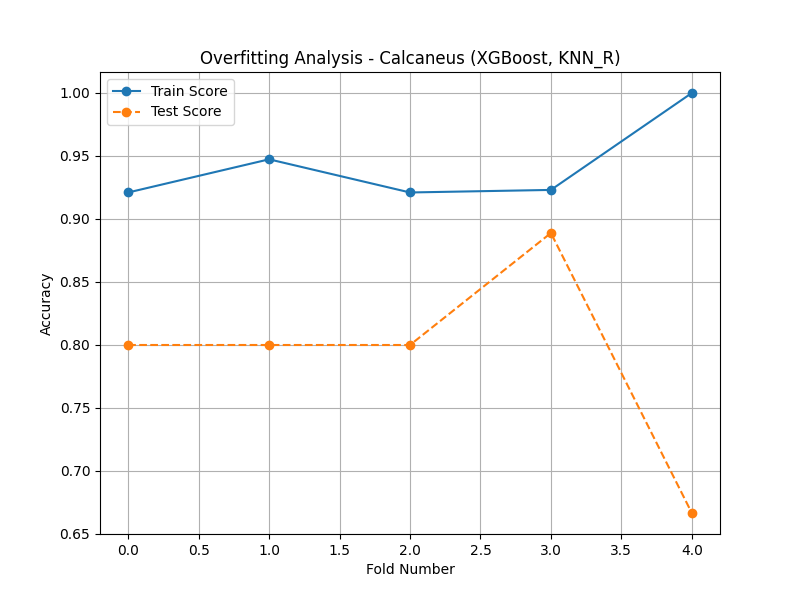 Overfitting Analysis - Calcaneus (XGBoost, KNN_R)
Train Score
Test Score
1.00
0.95
0.90
0.85
0.80
0.75
0.70
0.65
Accuracy
0.0 0.5 1.0 1.5 2.0 2.5 3.0 3.5 4.0
Fold Number